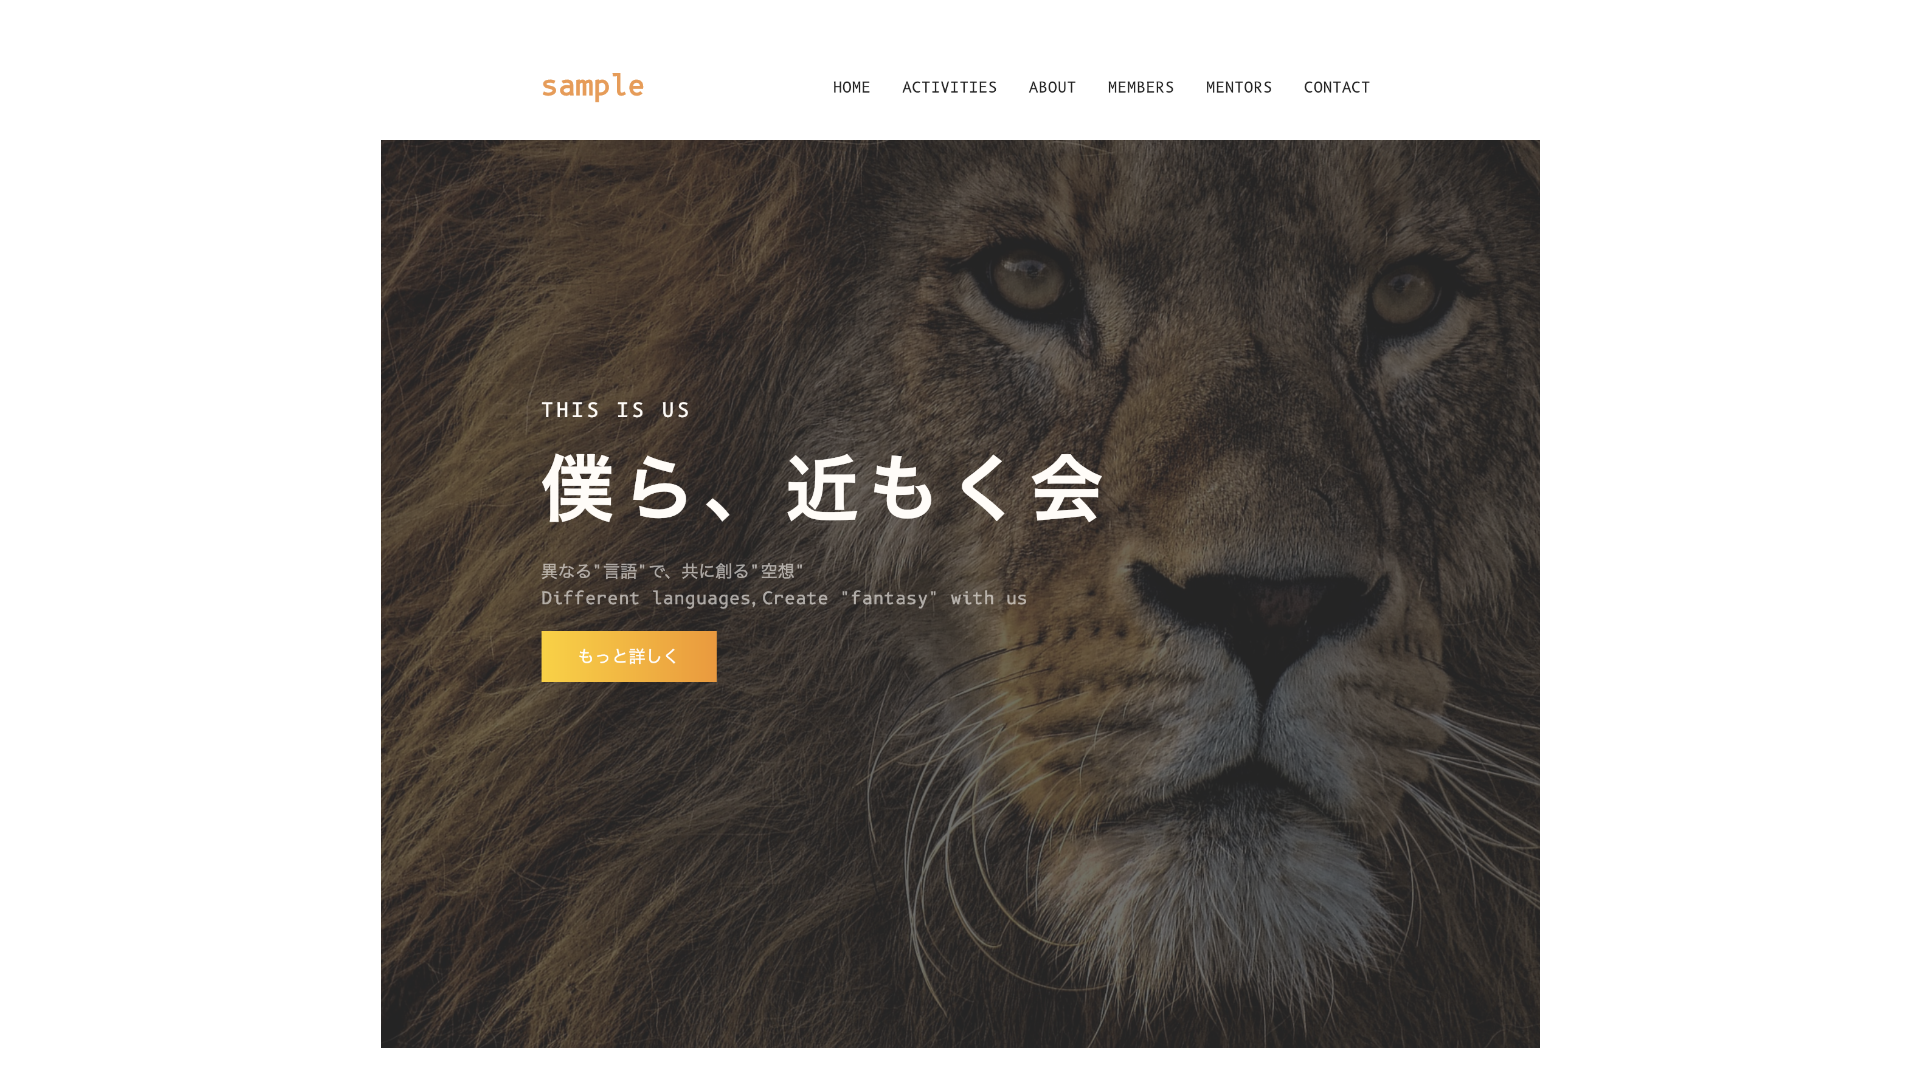 sample
HOME ACTIVITIES ABOUT MEMBERS MENTORS CONTACT
THIS IS US
僕ら、近もく会
異なる"言語"で、共に創る"空想"
Different languages, Create "fantasy" with us
もっと詳しく